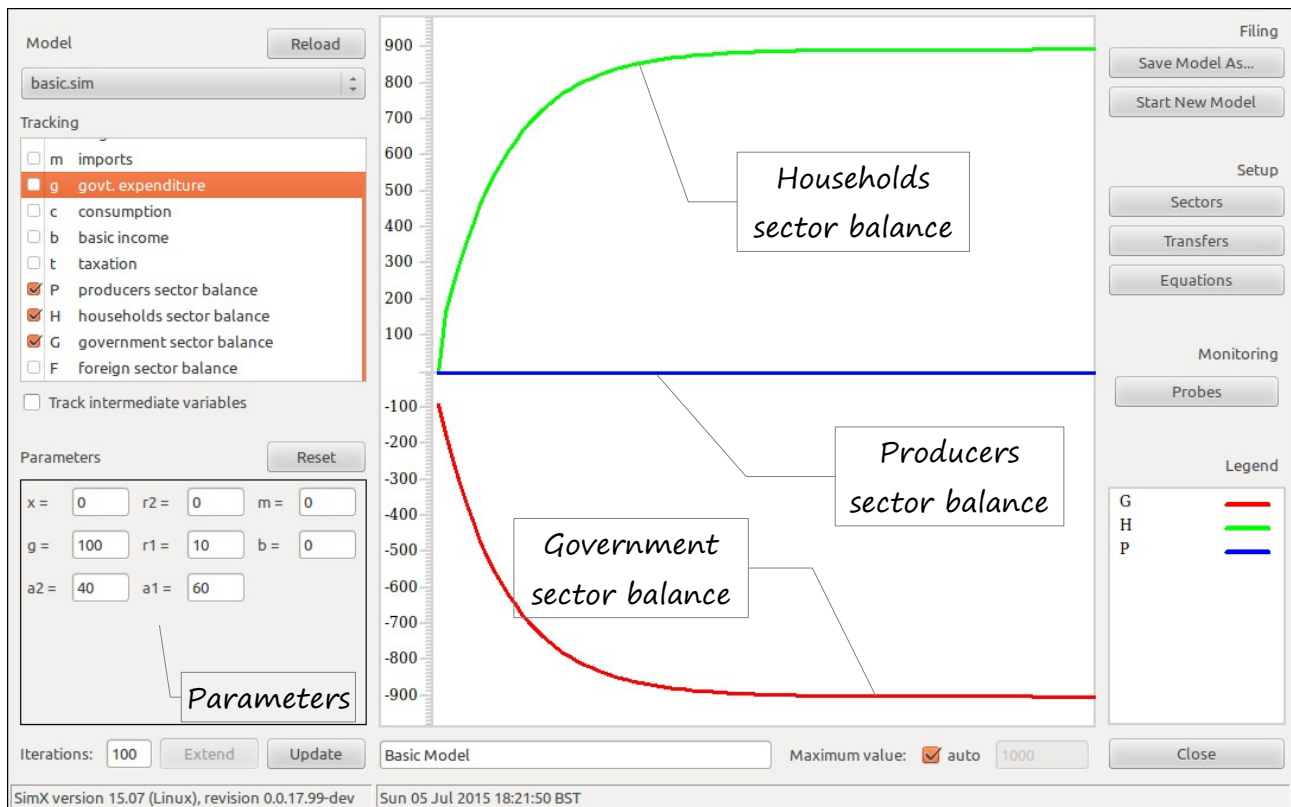 Model
Reload
basic.sim
Tracking
m imports
g govt. expenditure
c consumption
b basic income
t taxation
P producers sector balance
H households sector balance
G government sector balance
F foreign sector balance
Track intermediate variables
Parameters
Reset
x = 0 r2 = 0 m = 0
g = 100 r1 = 10 b = 0
a2 = 40 a1 = 60
Parameters
Iterations: 100 Extend Update
900
800
700
600
500
400
300
200
100
-100
-200
-300
-400
-500
-600
-700
-800
-900
Households
sector balance
Producers
sector balance
Government
sector balance
Basic Model
Maximum value: auto 1000
Filing
Save Model As...
Start New Model
Setup
Sectors
Transfers
Equations
Monitoring
Probes
Legend
G
H
P
Close
SimX version 15.07 (Linux), revision 0.0.17.99-dev
Sun 05 Jul 2015 18:21:50 BST